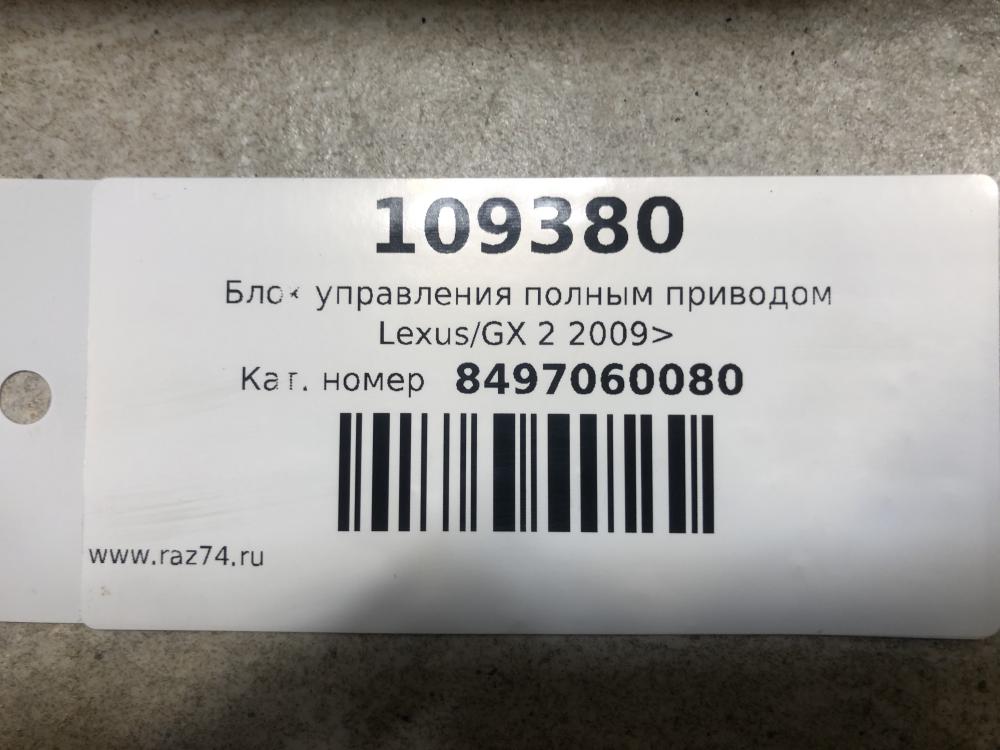 109380
Блок управления полным приводом
Lexus/GX 2 2009>
Кат. номер 8497060080
www.raz74.ru